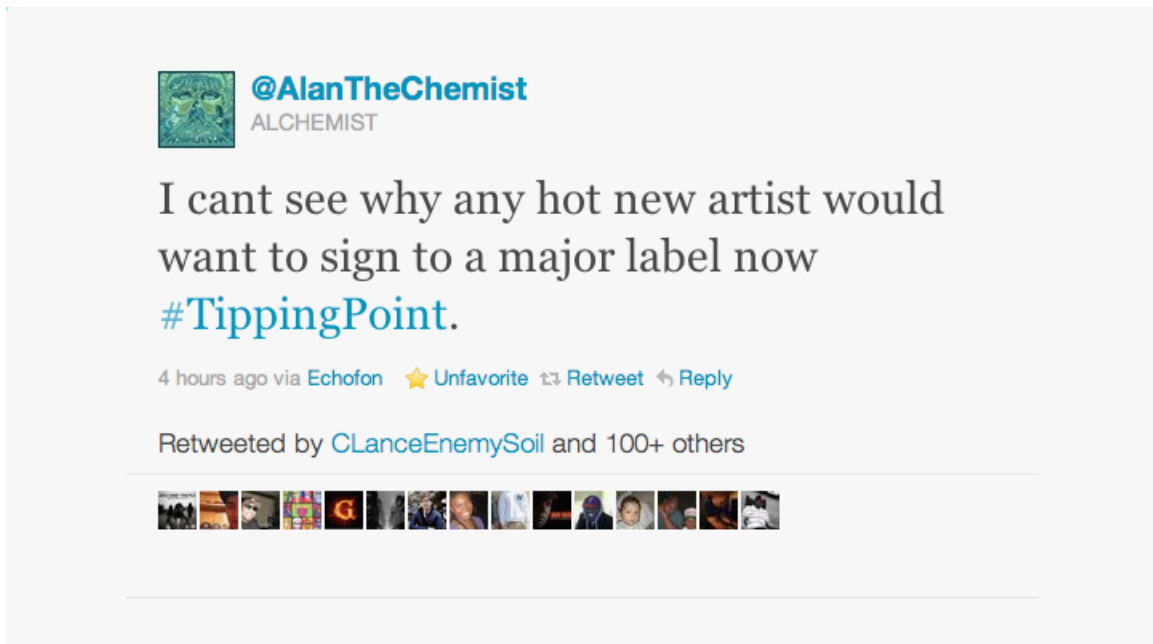 @AlanTheChemist
ALCHEMIST
I cant see why any hot new artist would
want to sign to a major label now
#TippingPoint.
4 hours ago via Echofon Unfavorite Retweet Reply
Retweeted by CLanceEnemySoil and 100+ others
G